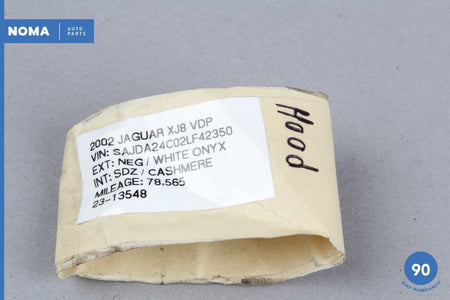 NOMA AUTO PARTS
2002 JAGUAR XJ8 VDP
VIN: SAJDA24C02LF42350
EXT: NEG / WHITE ONYX
INT: SDZ / CASHMERE
MILEAGE: 78,565
23-13548
Hood
90
DAY WARRANTY